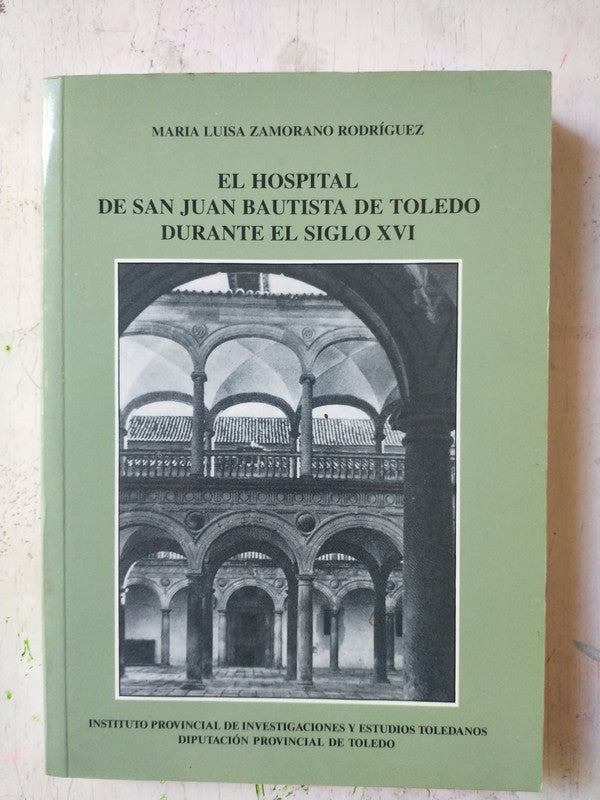 MARIA LUISA ZAMORANO RODRÍGUEZ
EL HOSPITAL
DE SAN JUAN BAUTISTA DE TOLEDO
DURANTE EL SIGLO XVI
INSTITUTO PROVINCIAL DE INVESTIGACIONES Y ESTUDIOS TOLEDANOS
DIPUTACIÓN PROVINCIAL DE TOLEDO